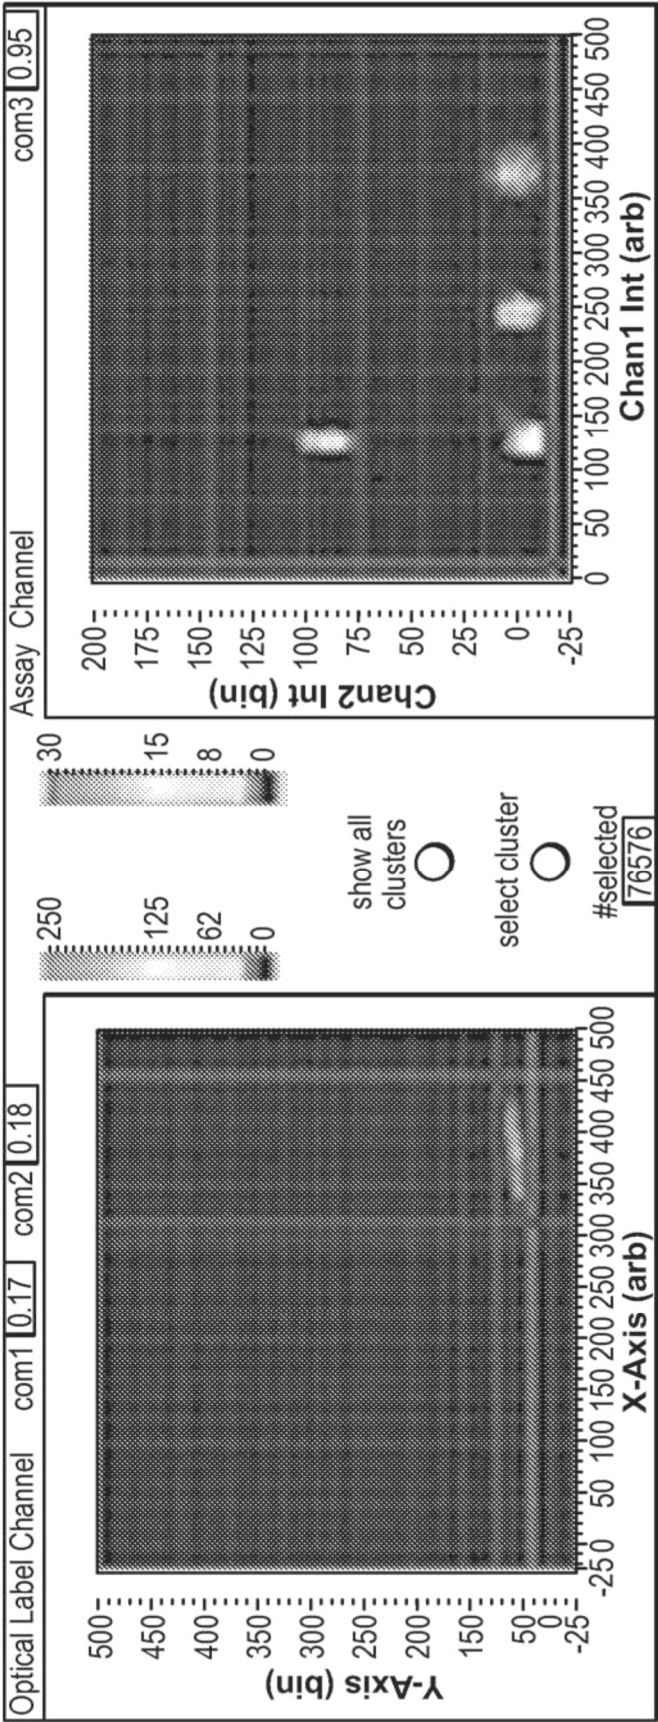 Optical Label Channel com1 0.17 com2 0.18
Assay Channel com3 0.95
500
450
400
350
300
250
200
150
100
50
0
-25
Y-Axis (bin)
-25 0 50 100 150 200 250 300 350 400 450 500
X-Axis (arb)
250
125
62
0
30
15
8
0
show all
clusters
select cluster
#selected
76576
200
175
150
125
100
75
50
25
0
-25
Chan2 Int (bin)
0 50 100 150 200 250 300 350 400 450 500
Chan1 Int (arb)